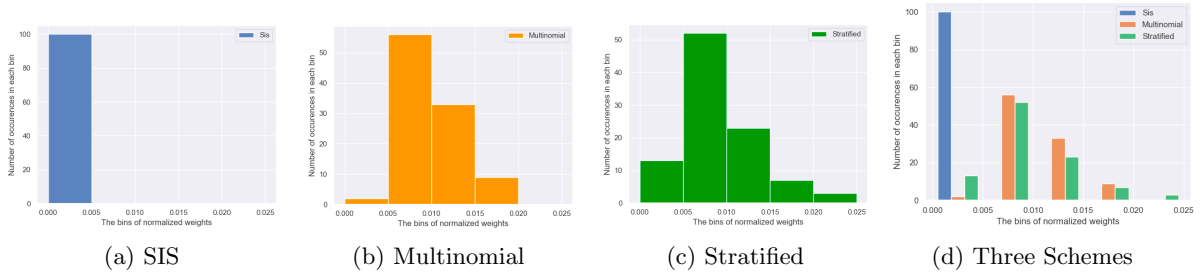 Sis
100
80
60
40
20
0
Number of occurences in each bin
0.000 0.005 0.010 0.015 0.020 0.025
The bins of normalized weights
(a) SIS
Multinomial
50
40
30
20
10
0
Number of occurences in each bin
0.000 0.005 0.010 0.015 0.020 0.025
The bins of normalized weights
(b) Multinomial
Stratified
50
40
30
20
10
0
Number of occurences in each bin
0.000 0.005 0.010 0.015 0.020 0.025
The bins of normalized weights
(c) Stratified
Sis
Multinomial
Stratified
100
80
60
40
20
0
Number of occurences in each bin
0.000 0.005 0.010 0.015 0.020 0.025
The bins of normalized weights
(d) Three Schemes